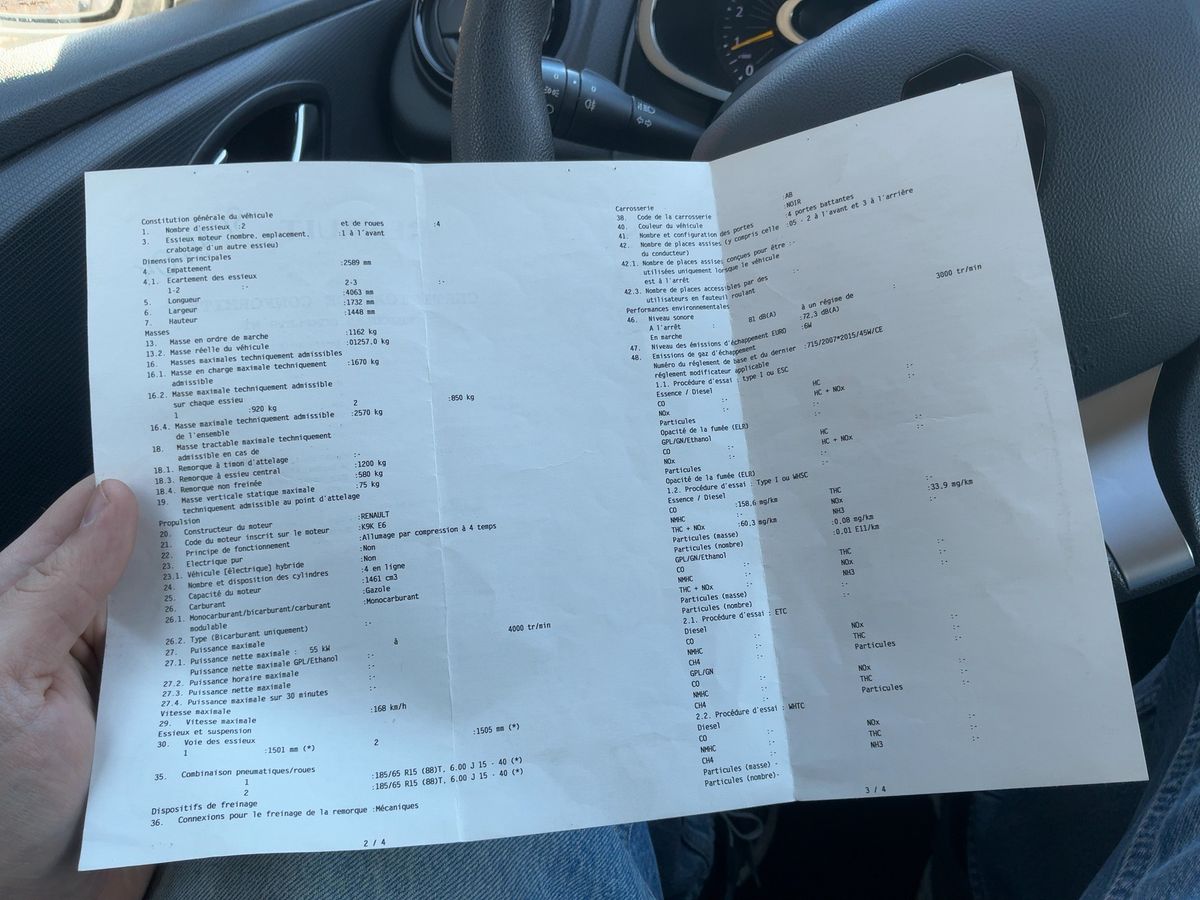 Constitution générale du véhicule
1. Nombre d'essieux :2 et de roues :4
3. Essieux moteur (nombre, emplacement, :1 à l'avant
crabotage d'un autre essieu)
Dimensions principales
4. Empattement :2589 mm
4.1. Ecartement des essieux
1-2 :- 2-3 :-
5. Longueur :4063 mm
6. Largeur :1732 mm
7. Hauteur :1448 mm
Masses
13. Masse en ordre de marche :1162 kg
13.2. Masse réelle du véhicule :01257.0 kg
16. Masses maximales techniquement admissibles
16.1. Masse en charge maximale techniquement :1670 kg
admissible
16.2. Masse maximale techniquement admissible
sur chaque essieu
1 :920 kg 2 :850 kg
16.4. Masse maximale techniquement admissible :2570 kg
de l'ensemble
18. Masse tractable maximale techniquement
admissible en cas de
18.1. Remorque à timon d'attelage :-
18.3. Remorque à essieu central :1200 kg
18.4. Remorque non freinée :580 kg
19. Masse verticale statique maximale :75 kg
techniquement admissible au point d'attelage
Propulsion
20. Constructeur du moteur :RENAULT
21. Code du moteur inscrit sur le moteur :K9K E6
22. Principe de fonctionnement :Allumage par compression à 4 temps
23. Electrique pur :Non
23.1. Véhicule [électrique] hybride :Non
24. Nombre et disposition des cylindres :4 en ligne
25. Capacité du moteur :1461 cm3
26. Carburant :Gazole
26.1. Monocarburant/bicarburant/carburant :Monocarburant
modulable
26.2. Type (Bicarburant uniquement) :-
27. Puissance maximale
27.1. Puissance nette maximale : 55 kW à 4000 tr/min
Puissance nette maximale GPL/Ethanol :-
27.2. Puissance horaire maximale :-
27.3. Puissance nette maximale :-
27.4. Puissance maximale sur 30 minutes :-
Vitesse maximale
29. Vitesse maximale :168 km/h
Essieux et suspension
30. Voie des essieux
1 :1501 mm (*) 2 :1505 mm (*)
35. Combinaison pneumatiques/roues
1 :185/65 R15 (88)T. 6.00 J 15 - 40 (*)
2 :185/65 R15 (88)T. 6.00 J 15 - 40 (*)
Dispositifs de freinage
36. Connexions pour le freinage de la remorque :Mécaniques
2 / 4
Carrosserie
38. Code de la carrosserie :AB
40. Couleur du véhicule :NOIR
41. Nombre et configuration des portes :4 portes battantes
42. Nombre de places assises (y compris celle :05 - 2 à l'avant et 3 à l'arrière
du conducteur)
42.1. Nombre de places assises conçues pour être :-
utilisées uniquement lorsque le véhicule
est à l'arrêt
42.3. Nombre de places accessibles par des :-
utilisateurs en fauteuil roulant
Performances environnementales
46. Niveau sonore
A l'arrêt : 81 dB(A) à un régime de : 3000 tr/min
En marche :72,3 dB(A)
47. Niveau des émissions d'échappement EURO :6W
48. Emissions de gaz d'échappement
Numéro du réglement de base et du dernier :715/2007*2015/45W/CE
réglement modificateur applicable
1.1. Procédure d'essai : type I ou ESC
Essence / Diesel
CO :- HC :-
NOx :- HC + NOx :-
Particules :-
Opacité de la fumée (ELR) :-
GPL/GN/Ethanol
CO :- HC :-
NOx :- HC + NOx :-
Particules :-
Opacité de la fumée (ELR) :-
1.2. Procédure d'essai : Type I ou WHSC
Essence / Diesel
CO :158,6 mg/km THC :-
NMHC :- NOx :33.9 mg/km
THC + NOx :60.3 mg/km NH3 :-
Particules (masse) :0,08 mg/km
Particules (nombre) :0,01 E11/km
GPL/GN/Ethanol
CO :- THC :-
NMHC :- NOx :-
THC + NOx :- NH3 :-
Particules (masse) :-
Particules (nombre) :-
2.1. Procédure d'essai : ETC
Diesel
CO :- NOx :-
NMHC :- THC :-
CH4 :- Particules :-
GPL/GN
CO :- NOx :-
NMHC :- THC :-
CH4 :- Particules :-
2.2. Procédure d'essai : WHTC
Diesel
CO :- NOx :-
NMHC :- THC :-
CH4 :- NH3 :-
Particules (masse) -
Particules (nombre)-
3 / 4
2
1
0